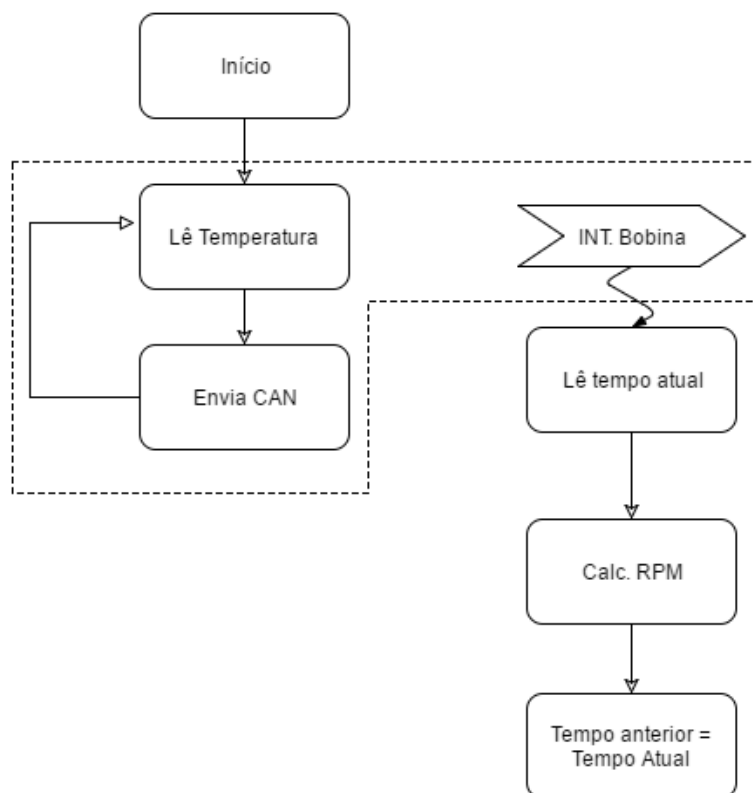 Início
Lê Temperatura
INT. Bobina
Envia CAN
Lê tempo atual
Calc. RPM
Tempo anterior =
Tempo Atual